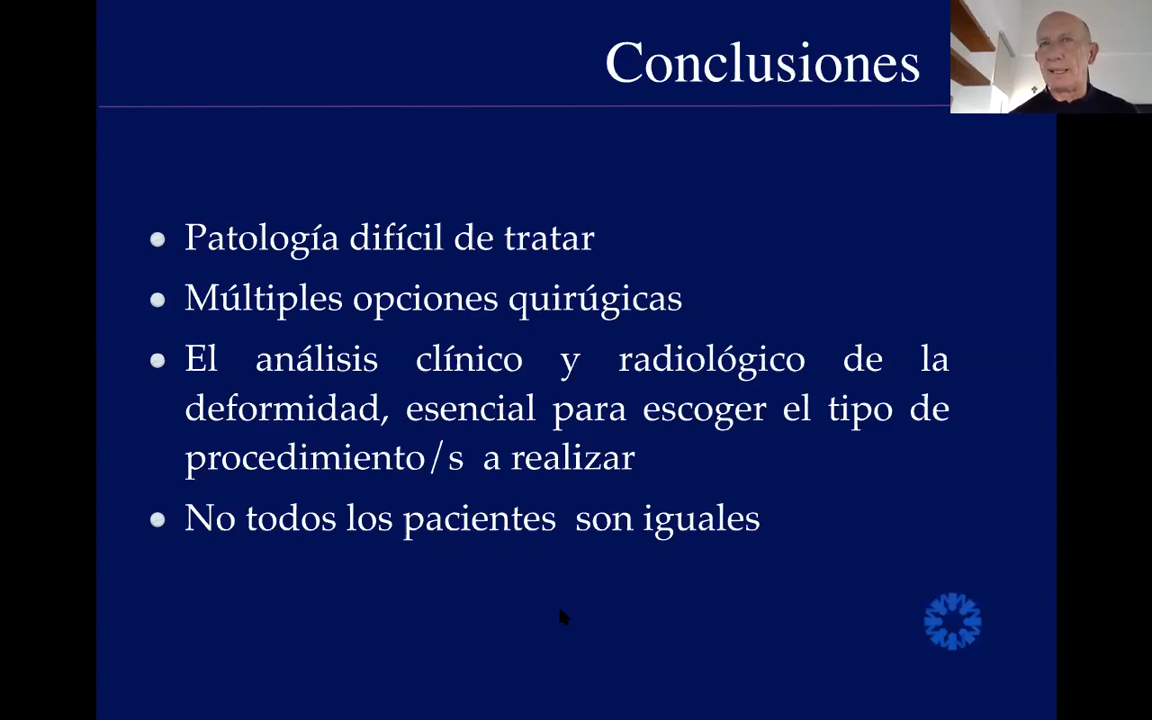 Conclusiones
Patología difícil de tratar
Múltiples opciones quirúgicas
El análisis clínico y radiológico de la
deformidad, esencial para escoger el tipo de
procedimiento/s a realizar
No todos los pacientes son iguales